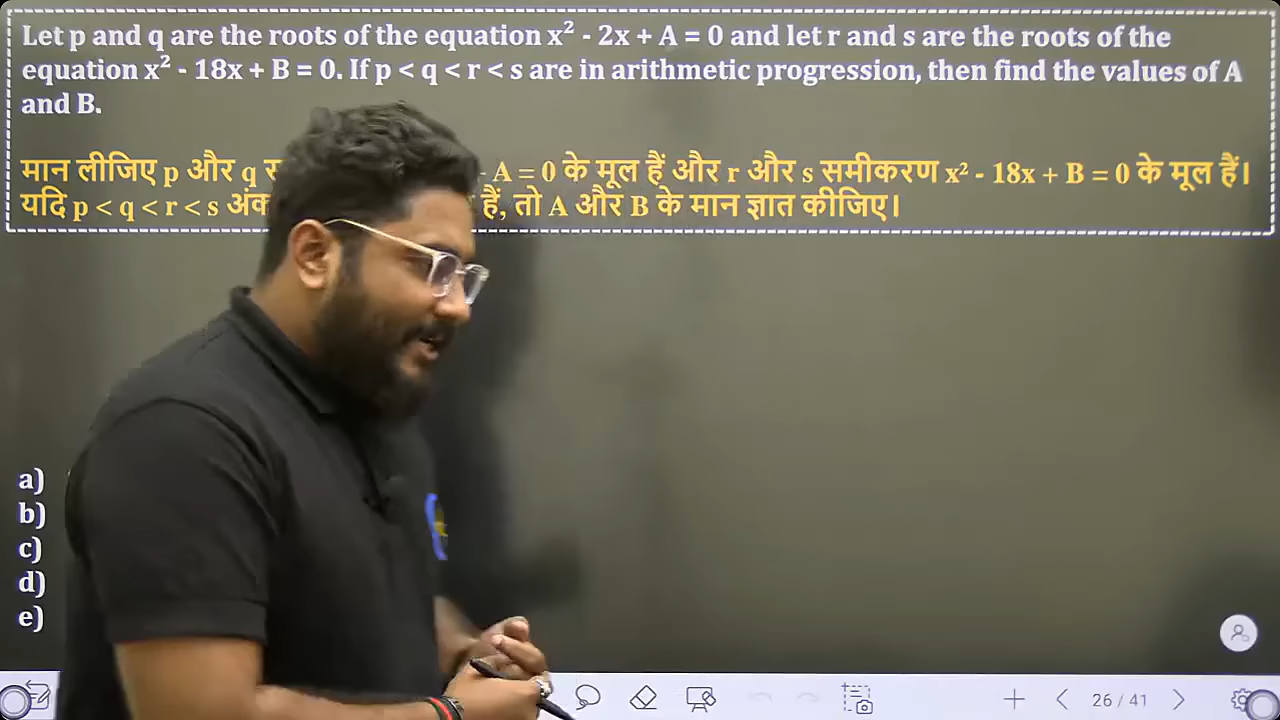 Let p and q are the roots of the equation x² - 2x + A = 0 and let r and s are the roots of the
equation x² - 18x + B = 0. If p < q < r < s are in arithmetic progression, then find the values of A
and B.
मान लीजिए p और q A = 0 के मूल हैं और r और s समीकरण x² - 18x + B = 0 के मूल हैं।
यदि p < q < r < s हैं, तो A और B के मान ज्ञात कीजिए।
a)
b)
c)
d)
e)
26 / 41